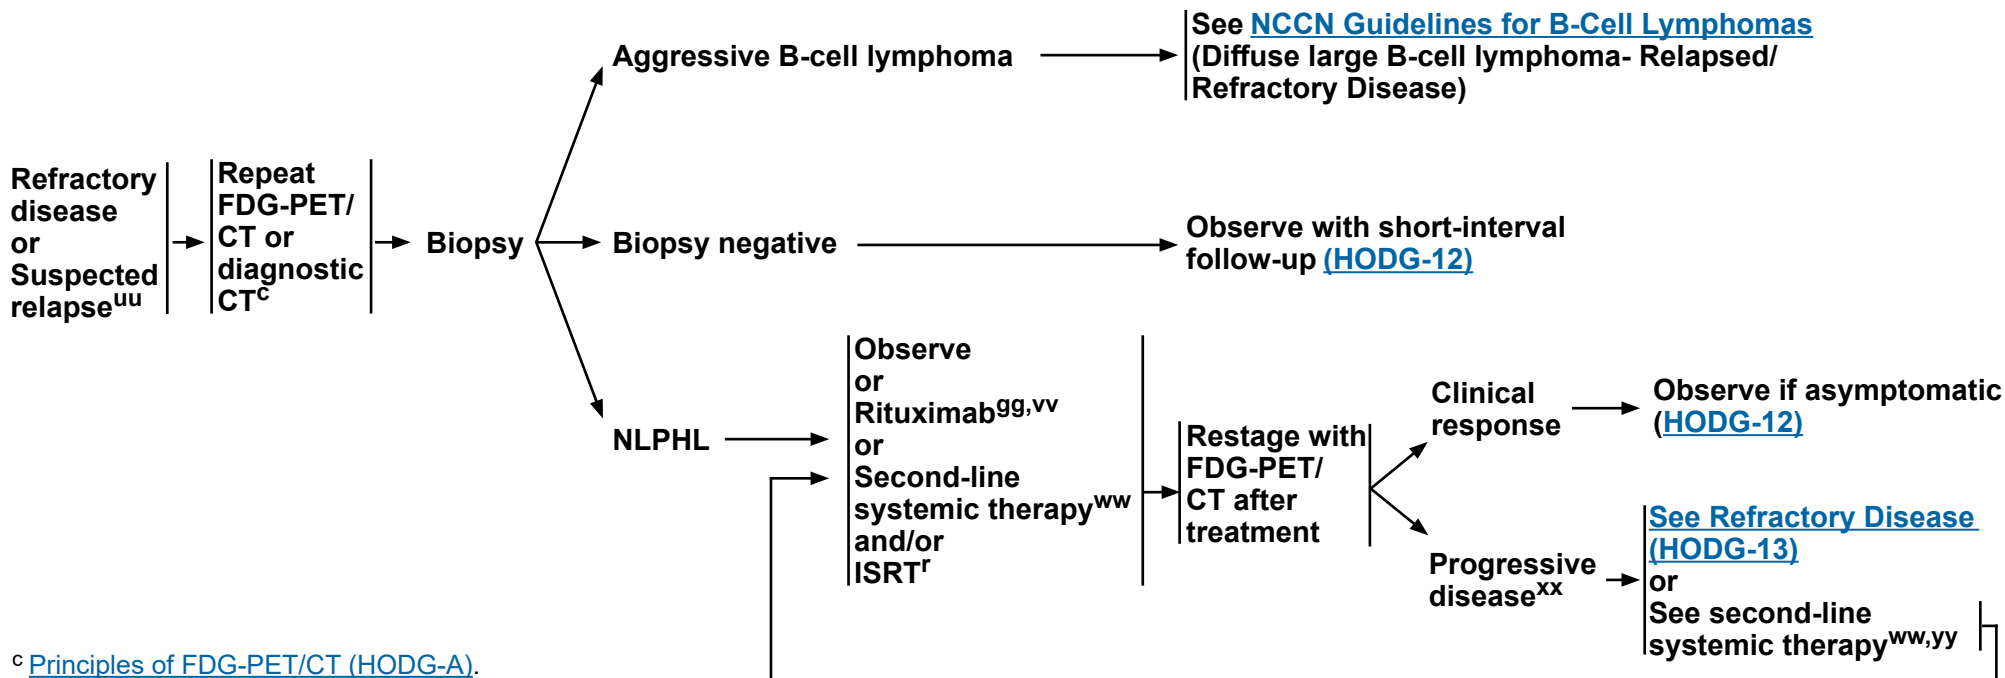 Refractory
disease
or
Suspected
relapseuu
Repeat
FDG-PET/
CT or
diagnostic
CTc
Biopsy
Aggressive B-cell lymphoma
See NCCN Guidelines for B-Cell Lymphomas
(Diffuse large B-cell lymphoma- Relapsed/
Refractory Disease)
Biopsy negative
Observe with short-interval
follow-up (HODG-12)
NLPHL
Observe
or
Rituximabgg,vv
or
Second-line
systemic therapyww
and/or
ISRTr
Restage with
FDG-PET/
CT after
treatment
Clinical
response
Observe if asymptomatic
(HODG-12)
Progressive
diseasexx
See Refractory Disease
(HODG-13)
or
See second-line
systemic therapyww,yy
c Principles of FDG-PET/CT (HODG-A).